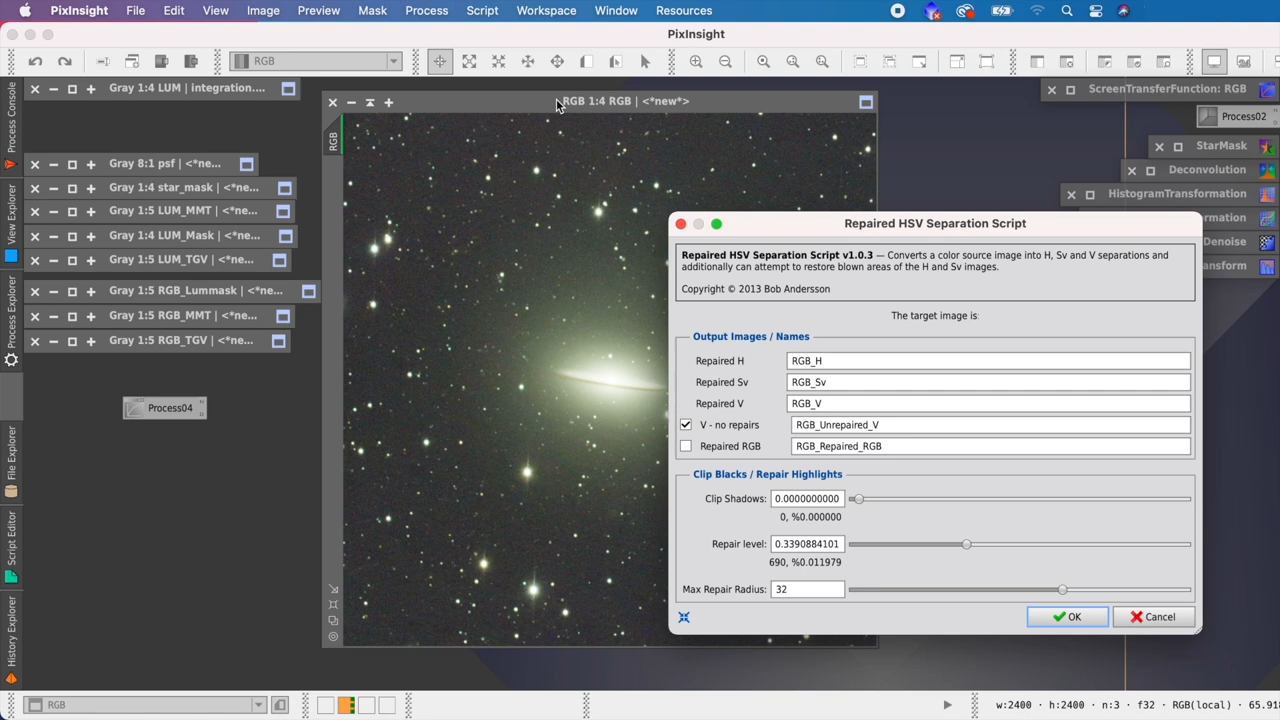 PixInsight File Edit View Image Preview Mask Process Script Workspace Window Resources
PixInsight
RGB
Process Console
View Explorer
Process Explorer
File Explorer
Script Editor
History Explorer
Gray 1:4 LUM | integration....
Gray 8:1 psf | <*ne...
Gray 1:4 star_mask | <*ne...
Gray 1:5 LUM_MMT | <*ne...
Gray 1:4 LUM_Mask | <*ne...
Gray 1:5 LUM_TGV | <*ne...
Gray 1:5 RGB_Lummask | <*ne...
Gray 1:5 RGB_MMT | <*ne...
Gray 1:5 RGB_TGV | <*ne...
Process04
RGB 1:4 RGB | <*new*>
RGB
ScreenTransferFunction: RGB
Process02
StarMask
Deconvolution
HistogramTransformation
ormation
Denoise
ansform
Repaired HSV Separation Script
Repaired HSV Separation Script v1.0.3 — Converts a color source image into H, Sv and V separations and
additionally can attempt to restore blown areas of the H and Sv images.
Copyright © 2013 Bob Andersson
The target image is:
Output Images / Names
Repaired H RGB_H
Repaired Sv RGB_Sv
Repaired V RGB_V
V - no repairs RGB_Unrepaired_V
Repaired RGB RGB_Repaired_RGB
Clip Blacks / Repair Highlights
Clip Shadows: 0.0000000000
0, %0.000000
Repair level: 0.3390884101
690, %0.011979
Max Repair Radius: 32
OK Cancel
RGB
w:2400 · h:2400 · n:3 · f32 · RGB(local) · 65.91